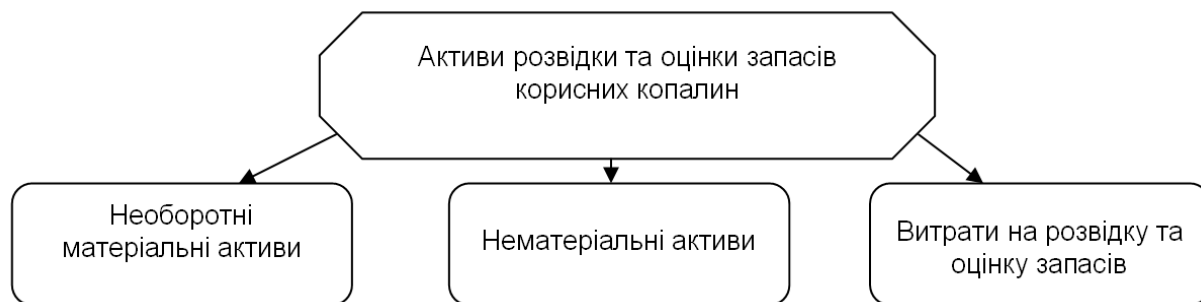 Активи розвідки та оцінки запасів
корисних копалин
Необоротні
матеріальні активи
Нематеріальні активи
Витрати на розвідку та
оцінку запасів